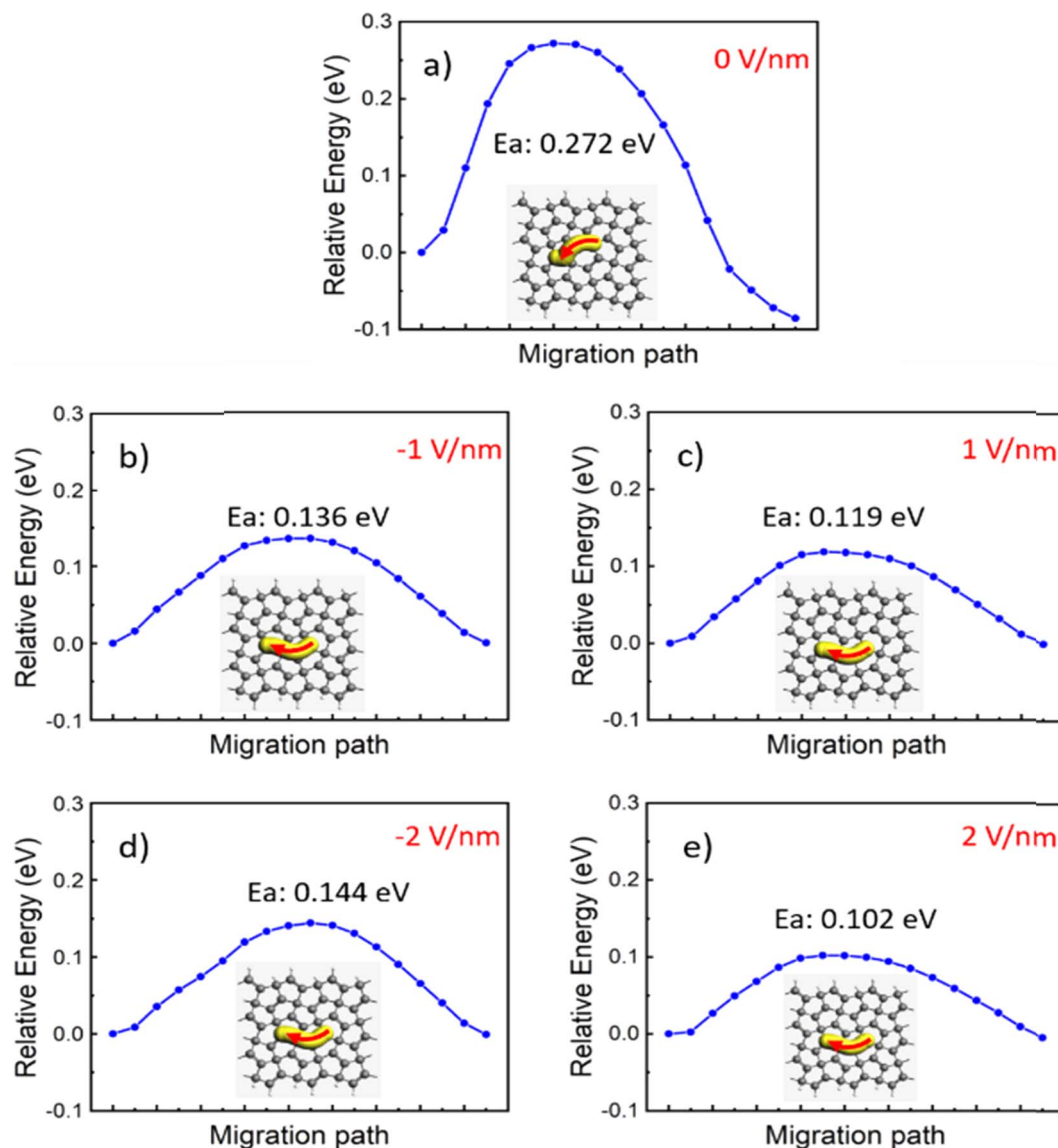 a)
0 V/nm
Ea: 0.272 eV
Relative Energy (eV)
0.3
0.2
0.1
0.0
-0.1
Migration path
b)
-1 V/nm
Ea: 0.136 eV
Relative Energy (eV)
0.3
0.2
0.1
0.0
-0.1
Migration path
c)
1 V/nm
Ea: 0.119 eV
Relative Energy (eV)
0.3
0.2
0.1
0.0
-0.1
Migration path
d)
-2 V/nm
Ea: 0.144 eV
Relative Energy (eV)
0.3
0.2
0.1
0.0
-0.1
Migration path
e)
2 V/nm
Ea: 0.102 eV
Relative Energy (eV)
0.3
0.2
0.1
0.0
-0.1
Migration path